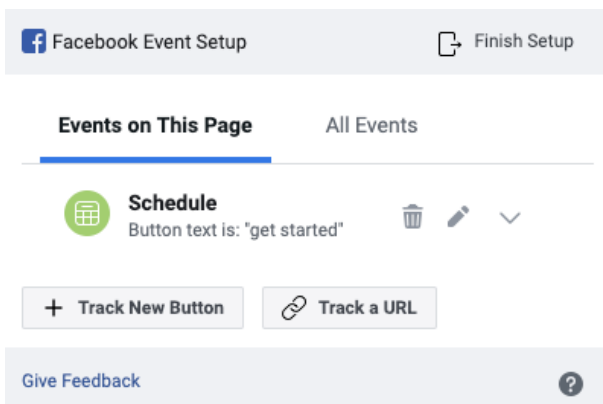 Facebook Event Setup
Finish Setup
Events on This Page
All Events
Schedule
Button text is: "get started"
+ Track New Button
Track a URL
Give Feedback
?